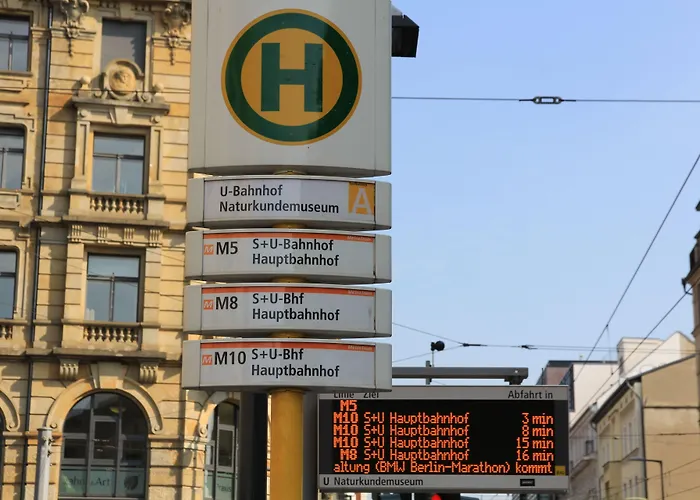 H
U-Bahnhof
Naturkundemuseum A
M5 S+U-Bahnhof
Hauptbahnhof
M8 S+U-Bhf
Hauptbahnhof
M10 S+U-Bhf
Hauptbahnhof
Linie Ziel Abfahrt in
M5
M10 S+U Hauptbahnhof 3 min
M10 S+U Hauptbahnhof 8 min
M10 S+U Hauptbahnhof 15 min
M8 S+U Hauptbahnhof 16 min
altung (BMW Berlin-Marathon) kommt
U Naturkundemuseum